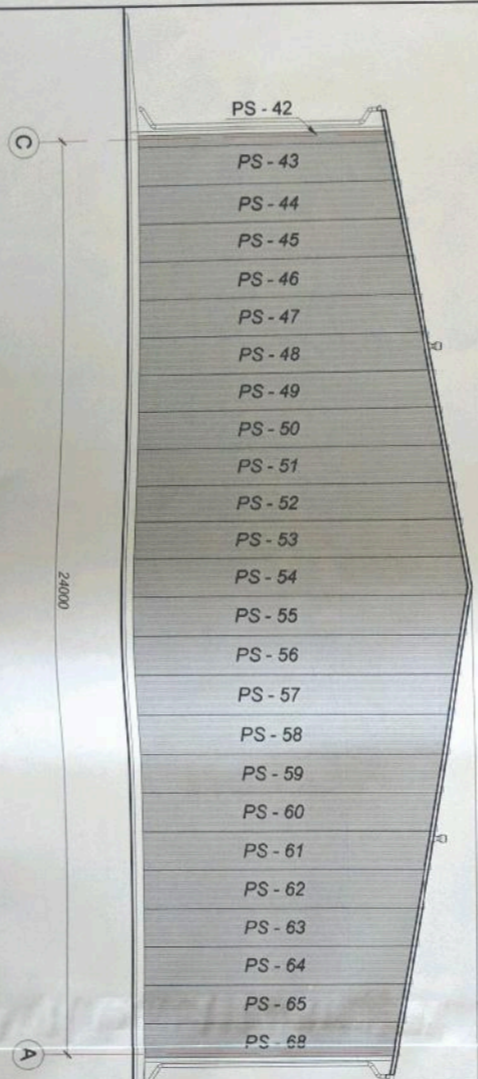 PS - 42
C
PS - 43
PS - 44
PS - 45
PS - 46
PS - 47
PS - 48
PS - 49
PS - 50
PS - 51
PS - 52
PS - 53
PS - 54
24000
PS - 55
PS - 56
PS - 57
PS - 58
PS - 59
PS - 60
PS - 61
PS - 62
PS - 63
PS - 64
PS - 65
PS - 68
A